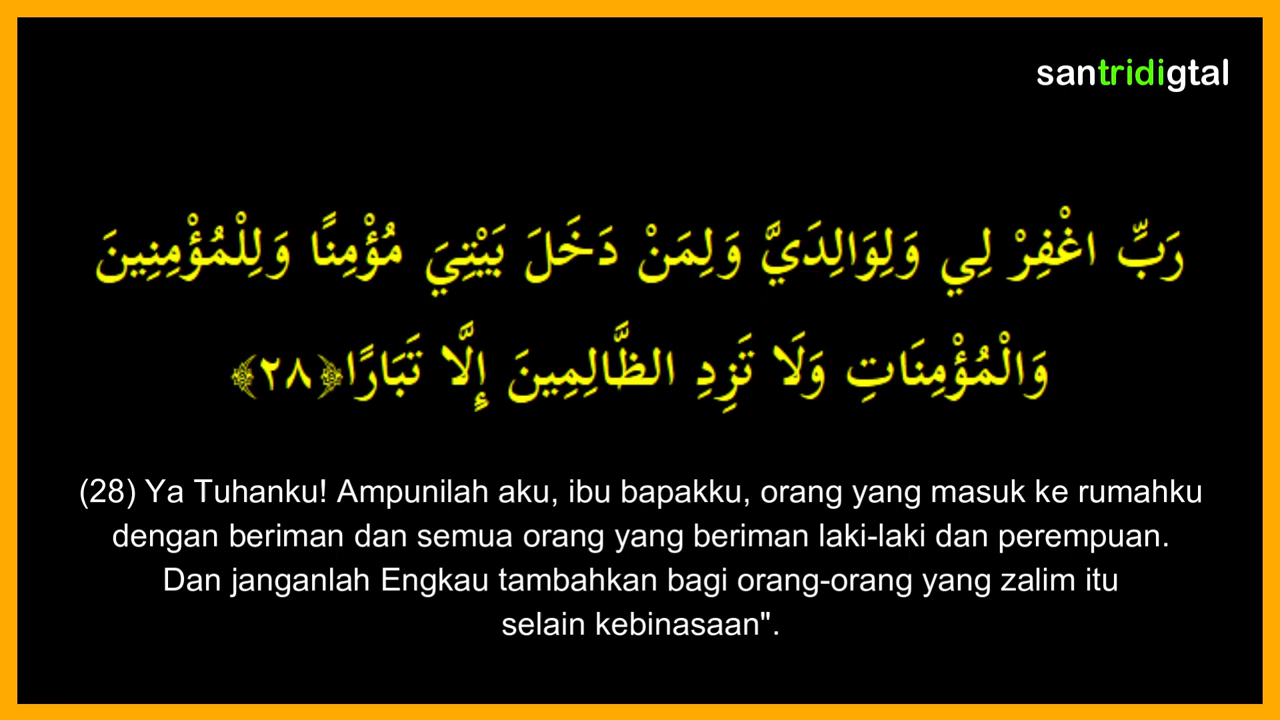 santridigtal
رَبِّ اغْفِرْ لِي وَلِوَالِدَيَّ وَلِمَنْ دَخَلَ بَيْتِيَ مُؤْمِنًا وَلِلْمُؤْمِنِينَ
وَالْمُؤْمِنَاتِ وَلَا تَزِدِ الظَّالِمِينَ إِلَّا تَبَارًا﴿٢٨﴾
(28) Ya Tuhanku! Ampunilah aku, ibu bapakku, orang yang masuk ke rumahku
dengan beriman dan semua orang yang beriman laki-laki dan perempuan.
Dan janganlah Engkau tambahkan bagi orang-orang yang zalim itu
selain kebinasaan".